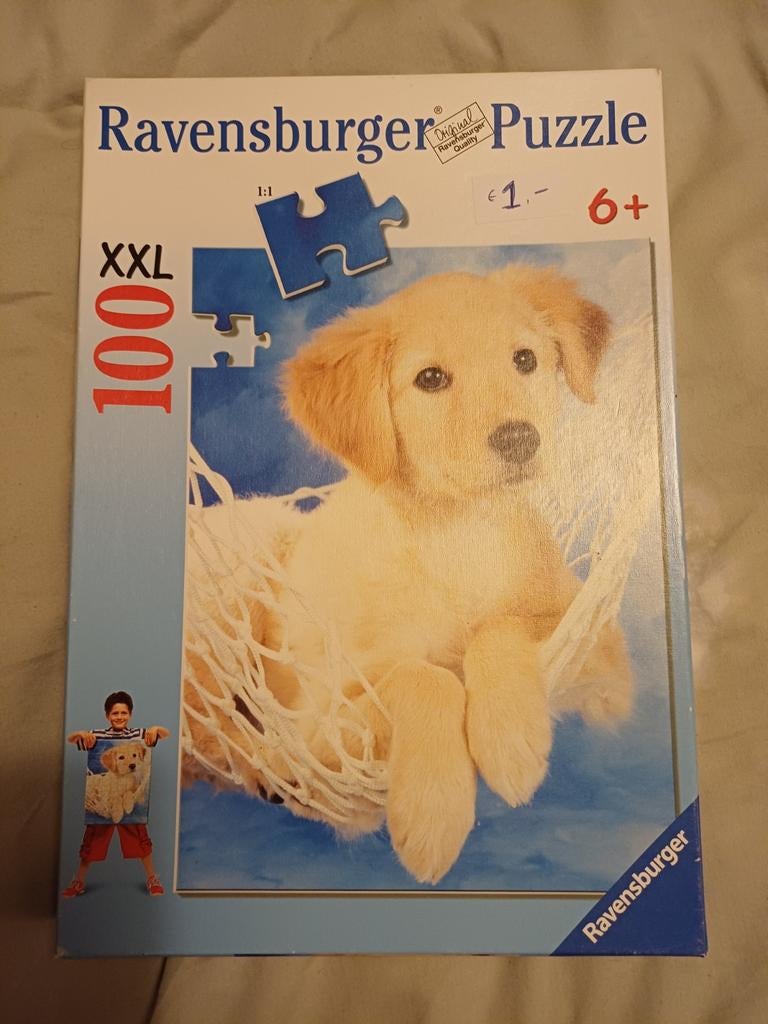 Ravensburger® Puzzle
Original
Ravensburger
Quality
1:1
€1.-
6+
XXL
100
Ravensburger